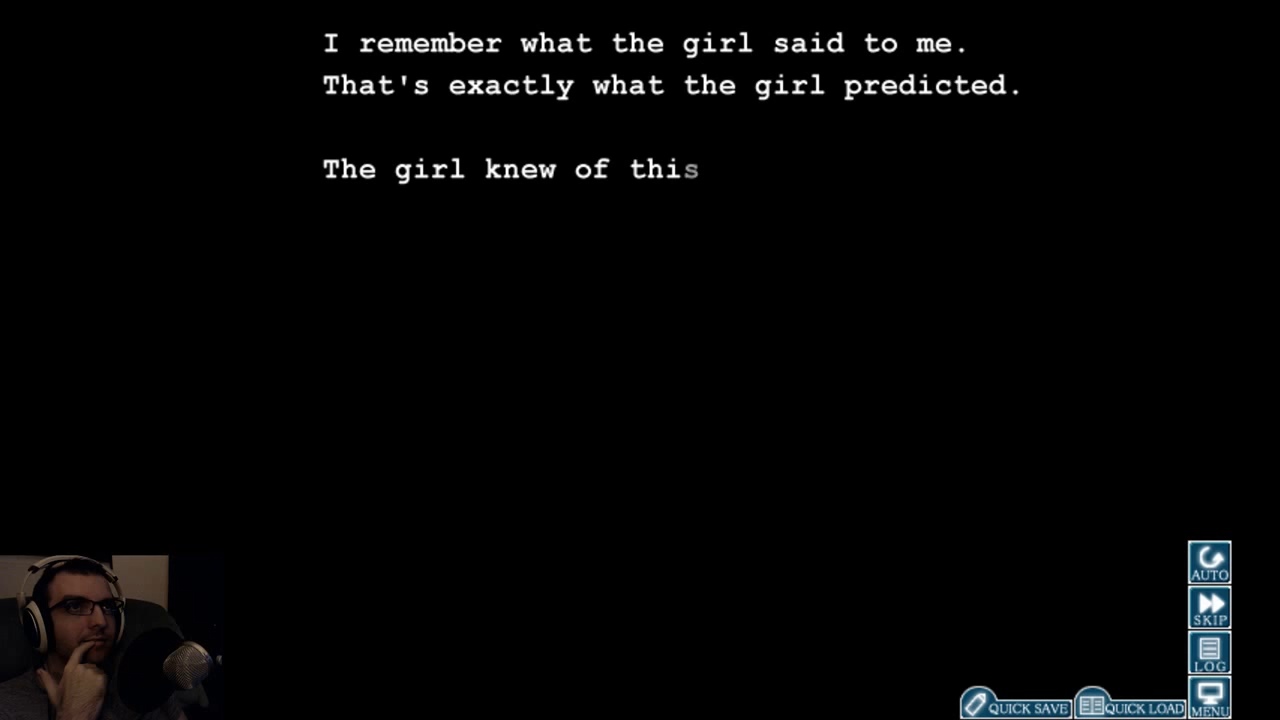 I remember what the girl said to me.
That's exactly what the girl predicted.
The girl knew of this
AUTO
SKIP
LOG
QUICK SAVE
QUICK LOAD
MENU